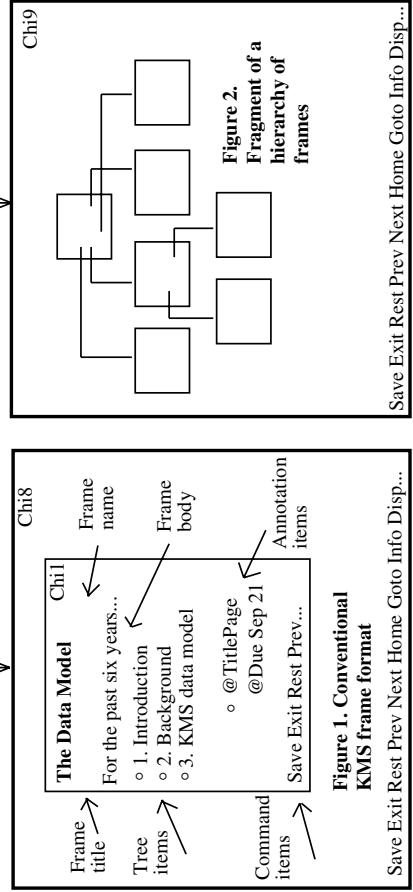 Chi8
Frame title
Tree items
Command items
Chi1
The Data Model
For the past six years...
1. Introduction
2. Background
3. KMS data model
@TitlePage
@Due Sep 21
Save Exit Rest Prev...
Frame name
Frame body
Annotation items
Figure 1. Conventional
KMS frame format
Save Exit Rest Prev Next Home Goto Info Disp...
Chi9
Figure 2.
Fragment of a
hierarchy of
frames
Save Exit Rest Prev Next Home Goto Info Disp...